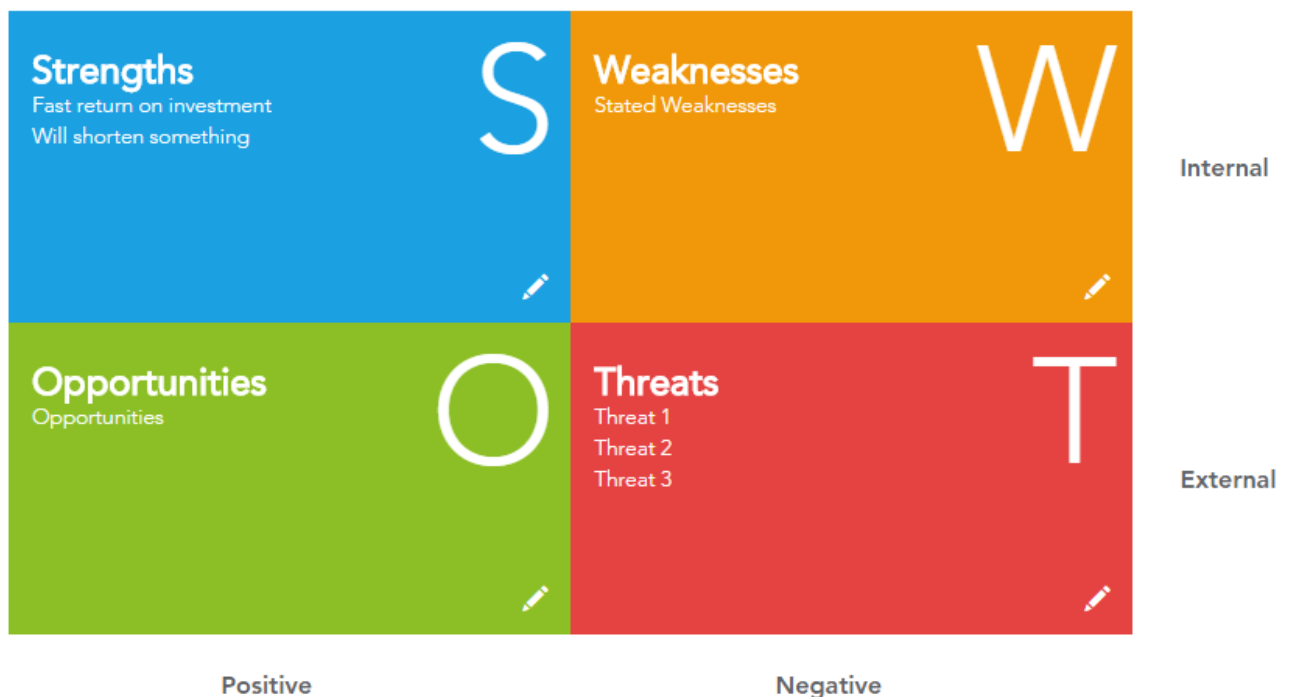 Strengths
S
Fast return on investment
Will shorten something
Weaknesses
W
Stated Weaknesses
Internal
Opportunities
O
Opportunities
Threats
T
Threat 1
Threat 2
Threat 3
External
Positive
Negative